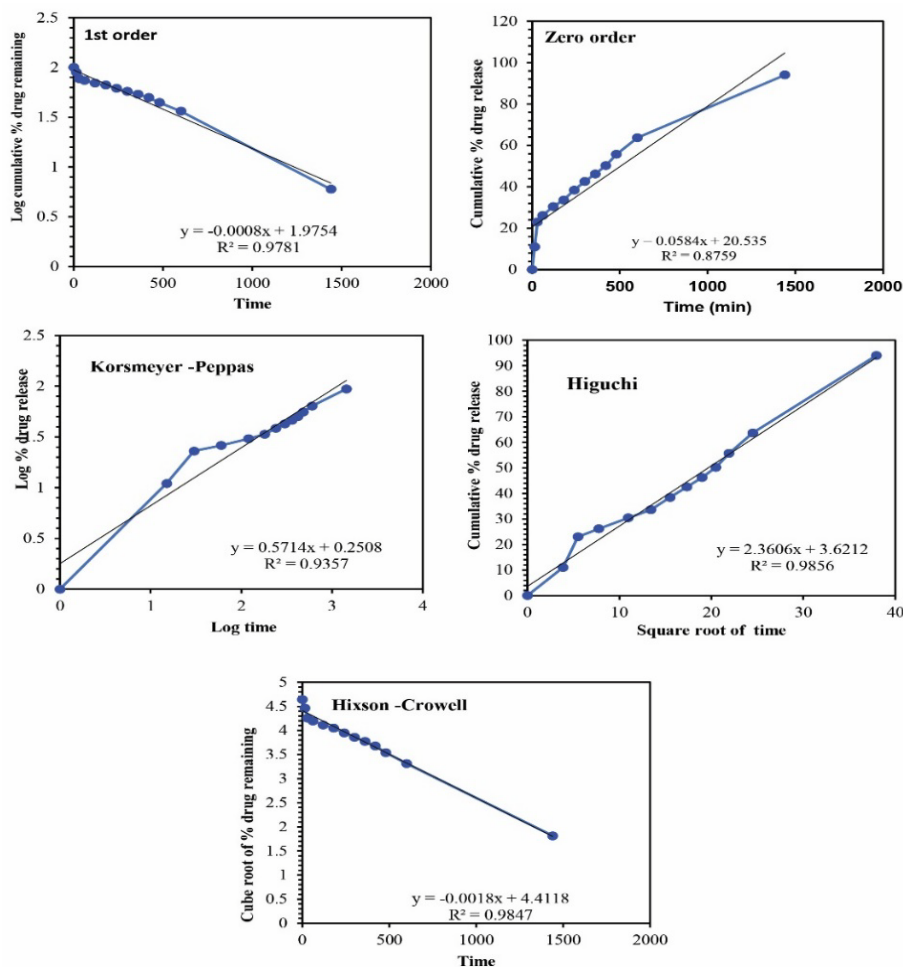 1st order
Log cumulative % drug remaining
2.5
2
1.5
1
0.5
0
y = -0.0008x + 1.9754
R² = 0.9781
0 500 1000 1500 2000
Time
Zero order
Cumulative % drug release
120
100
80
60
40
20
0
y – 0.0584x + 20.535
R² = 0.8759
0 500 1000 1500 2000
Time (min)
Korsmeyer -Peppas
Log % drug release
2.5
2
1.5
1
0.5
0
y = 0.5714x + 0.2508
R² = 0.9357
0 1 2 3 4
Log time
Higuchi
Cumulative % drug release
100
90
80
70
60
50
40
30
20
10
0
y = 2.3606x + 3.6212
R² = 0.9856
0 10 20 30 40
Square root of time
Hixson -Crowell
Cube root of % drug remaining
5
4.5
4
3.5
3
2.5
2
1.5
1
0.5
0
y = -0.0018x + 4.4118
R² = 0.9847
0 500 1000 1500 2000
Time